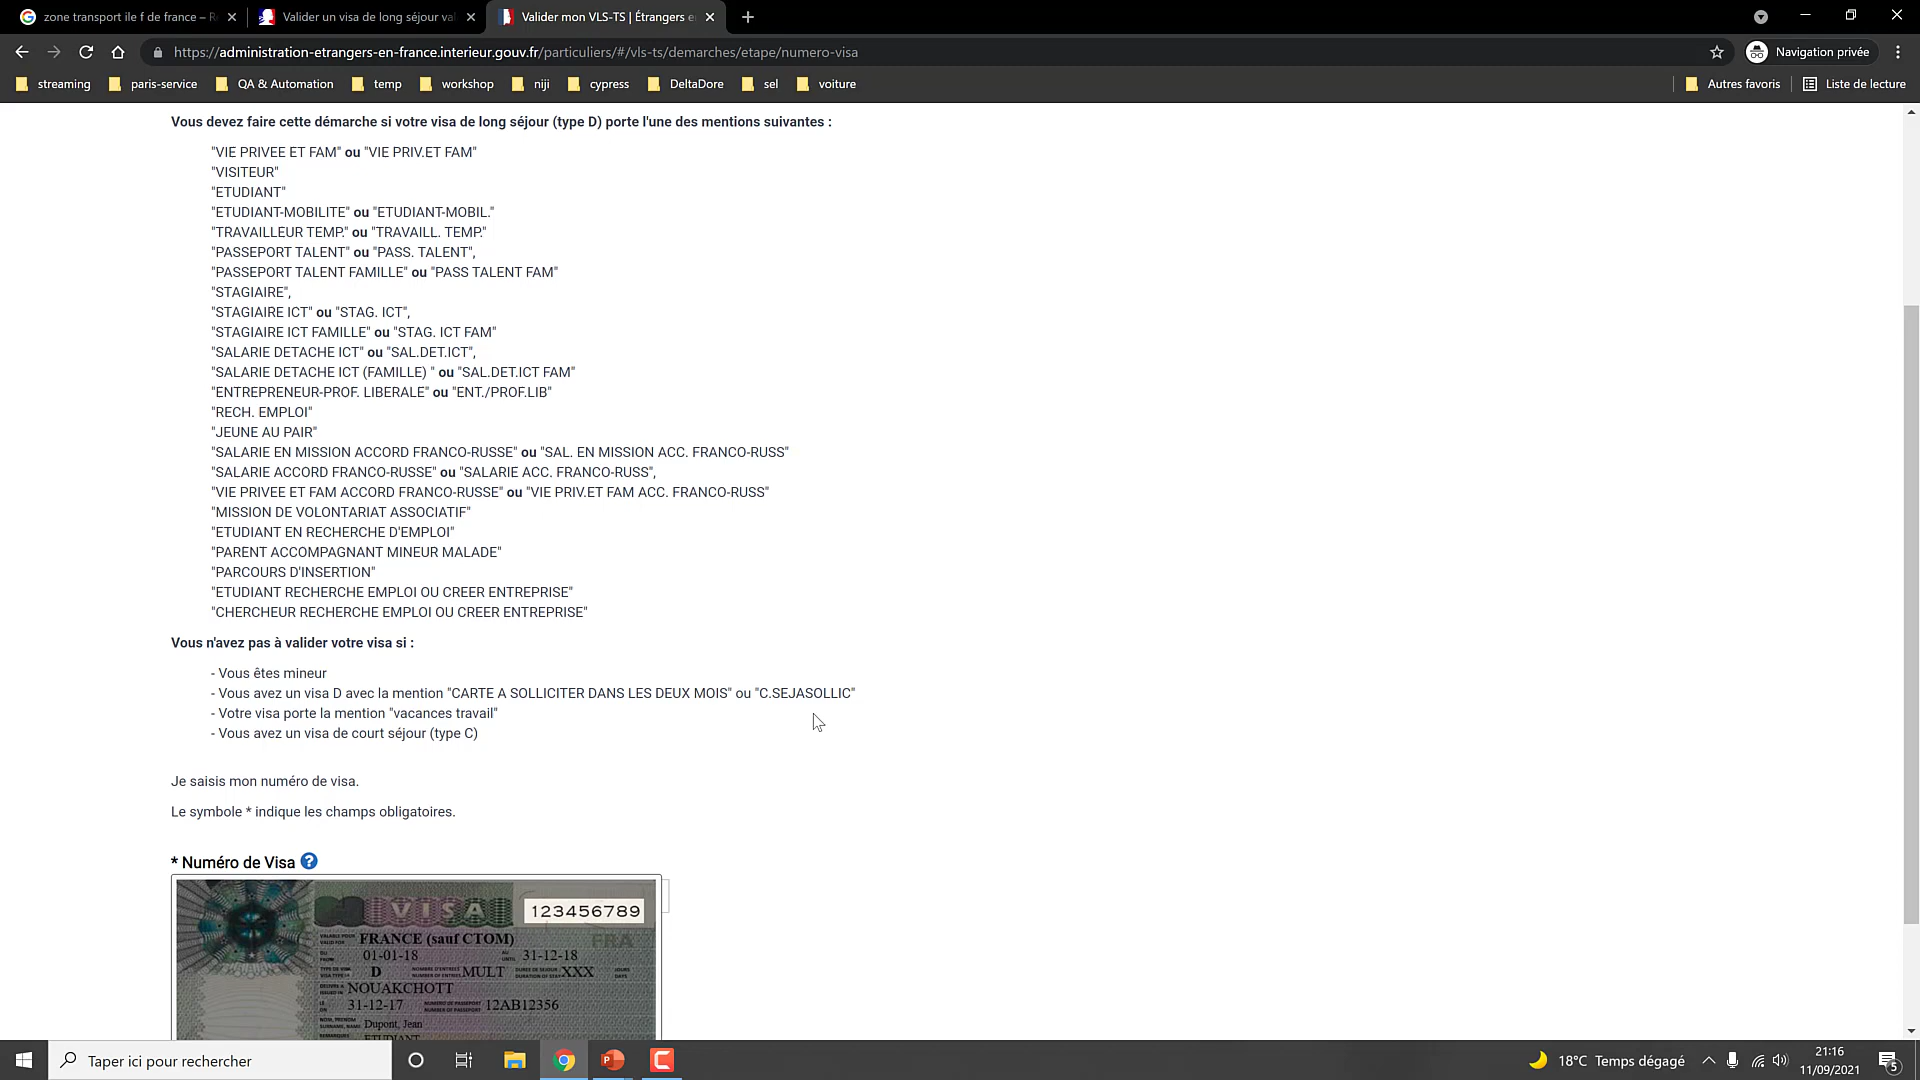 zone transport ile f de france – R
Valider un visa de long séjour va
Valider mon VLS-TS | Étrangers e
https://administration-etrangers-en-france.interieur.gouv.fr/particuliers/#/vls-ts/demarches/etape/numero-visa
Navigation privée
streaming
paris-service
QA & Automation
temp
workshop
niji
cypress
DeltaDore
sel
voiture
Autres favoris
Liste de lecture
Vous devez faire cette démarche si votre visa de long séjour (type D) porte l'une des mentions suivantes :
"VIE PRIVEE ET FAM" ou "VIE PRIV.ET FAM"
"VISITEUR"
"ETUDIANT"
"ETUDIANT-MOBILITE" ou "ETUDIANT-MOBIL."
"TRAVAILLEUR TEMP." ou "TRAVAILL. TEMP."
"PASSEPORT TALENT" ou "PASS. TALENT",
"PASSEPORT TALENT FAMILLE" ou "PASS TALENT FAM"
"STAGIAIRE",
"STAGIAIRE ICT" ou "STAG. ICT",
"STAGIAIRE ICT FAMILLE" ou "STAG. ICT FAM"
"SALARIE DETACHE ICT" ou "SAL.DET.ICT",
"SALARIE DETACHE ICT (FAMILLE) " ou "SAL.DET.ICT FAM"
"ENTREPRENEUR-PROF. LIBERALE" ou "ENT./PROF.LIB"
"RECH. EMPLOI"
"JEUNE AU PAIR"
"SALARIE EN MISSION ACCORD FRANCO-RUSSE" ou "SAL. EN MISSION ACC. FRANCO-RUSS"
"SALARIE ACCORD FRANCO-RUSSE" ou "SALARIE ACC. FRANCO-RUSS",
"VIE PRIVEE ET FAM ACCORD FRANCO-RUSSE" ou "VIE PRIV.ET FAM ACC. FRANCO-RUSS"
"MISSION DE VOLONTARIAT ASSOCIATIF"
"ETUDIANT EN RECHERCHE D'EMPLOI"
"PARENT ACCOMPAGNANT MINEUR MALADE"
"PARCOURS D'INSERTION"
"ETUDIANT RECHERCHE EMPLOI OU CREER ENTREPRISE"
"CHERCHEUR RECHERCHE EMPLOI OU CREER ENTREPRISE"
Vous n'avez pas à valider votre visa si :
- Vous êtes mineur
- Vous avez un visa D avec la mention "CARTE A SOLLICITER DANS LES DEUX MOIS" ou "C.SEJASOLLIC"
- Votre visa porte la mention "vacances travail"
- Vous avez un visa de court séjour (type C)
Je saisis mon numéro de visa.
Le symbole * indique les champs obligatoires.
* Numéro de Visa ?
VISA 123456789
FRANCE (sauf CTOM) FRA
01-01-18 31-12-18
D MULT XXX
NOUAKCHOTT
31-12-17 12AB12356
Dupont, Jean
ETUDIANT
Taper ici pour rechercher
18°C Temps dégagé
21:16
11/09/2021
5